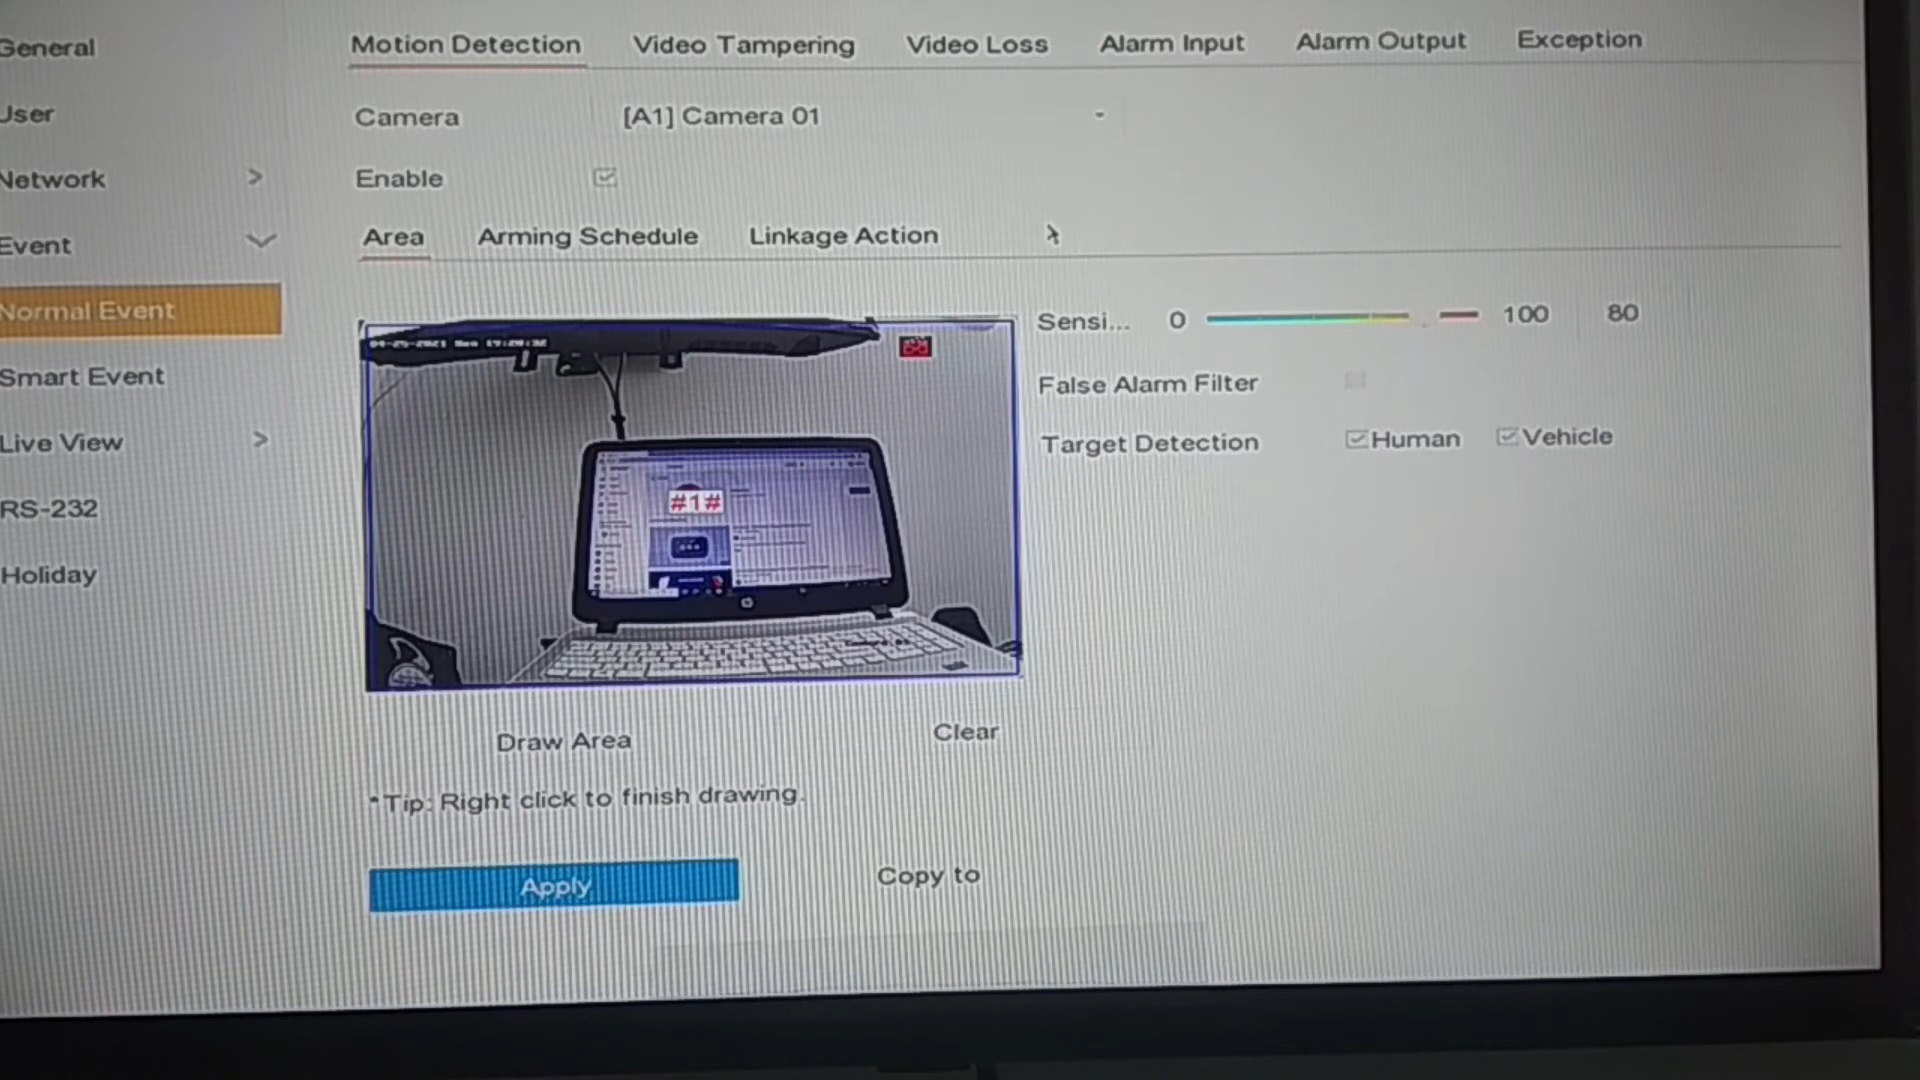 General
User
Network
Event
Normal Event
Smart Event
Live View
RS-232
Holiday
Motion Detection Video Tampering Video Loss Alarm Input Alarm Output Exception
Camera [A1] Camera 01
Enable
Area Arming Schedule Linkage Action
#1#
Sensi... 0 100 80
False Alarm Filter
Target Detection Human Vehicle
Draw Area Clear
*Tip: Right click to finish drawing.
Apply Copy to